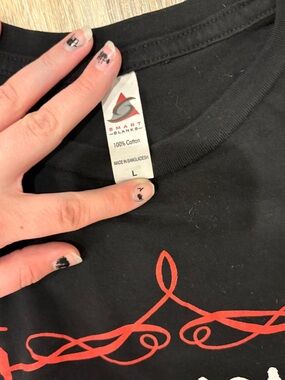 SMART
BLANKS
100% Cotton
MADE IN BANGLADESH
L